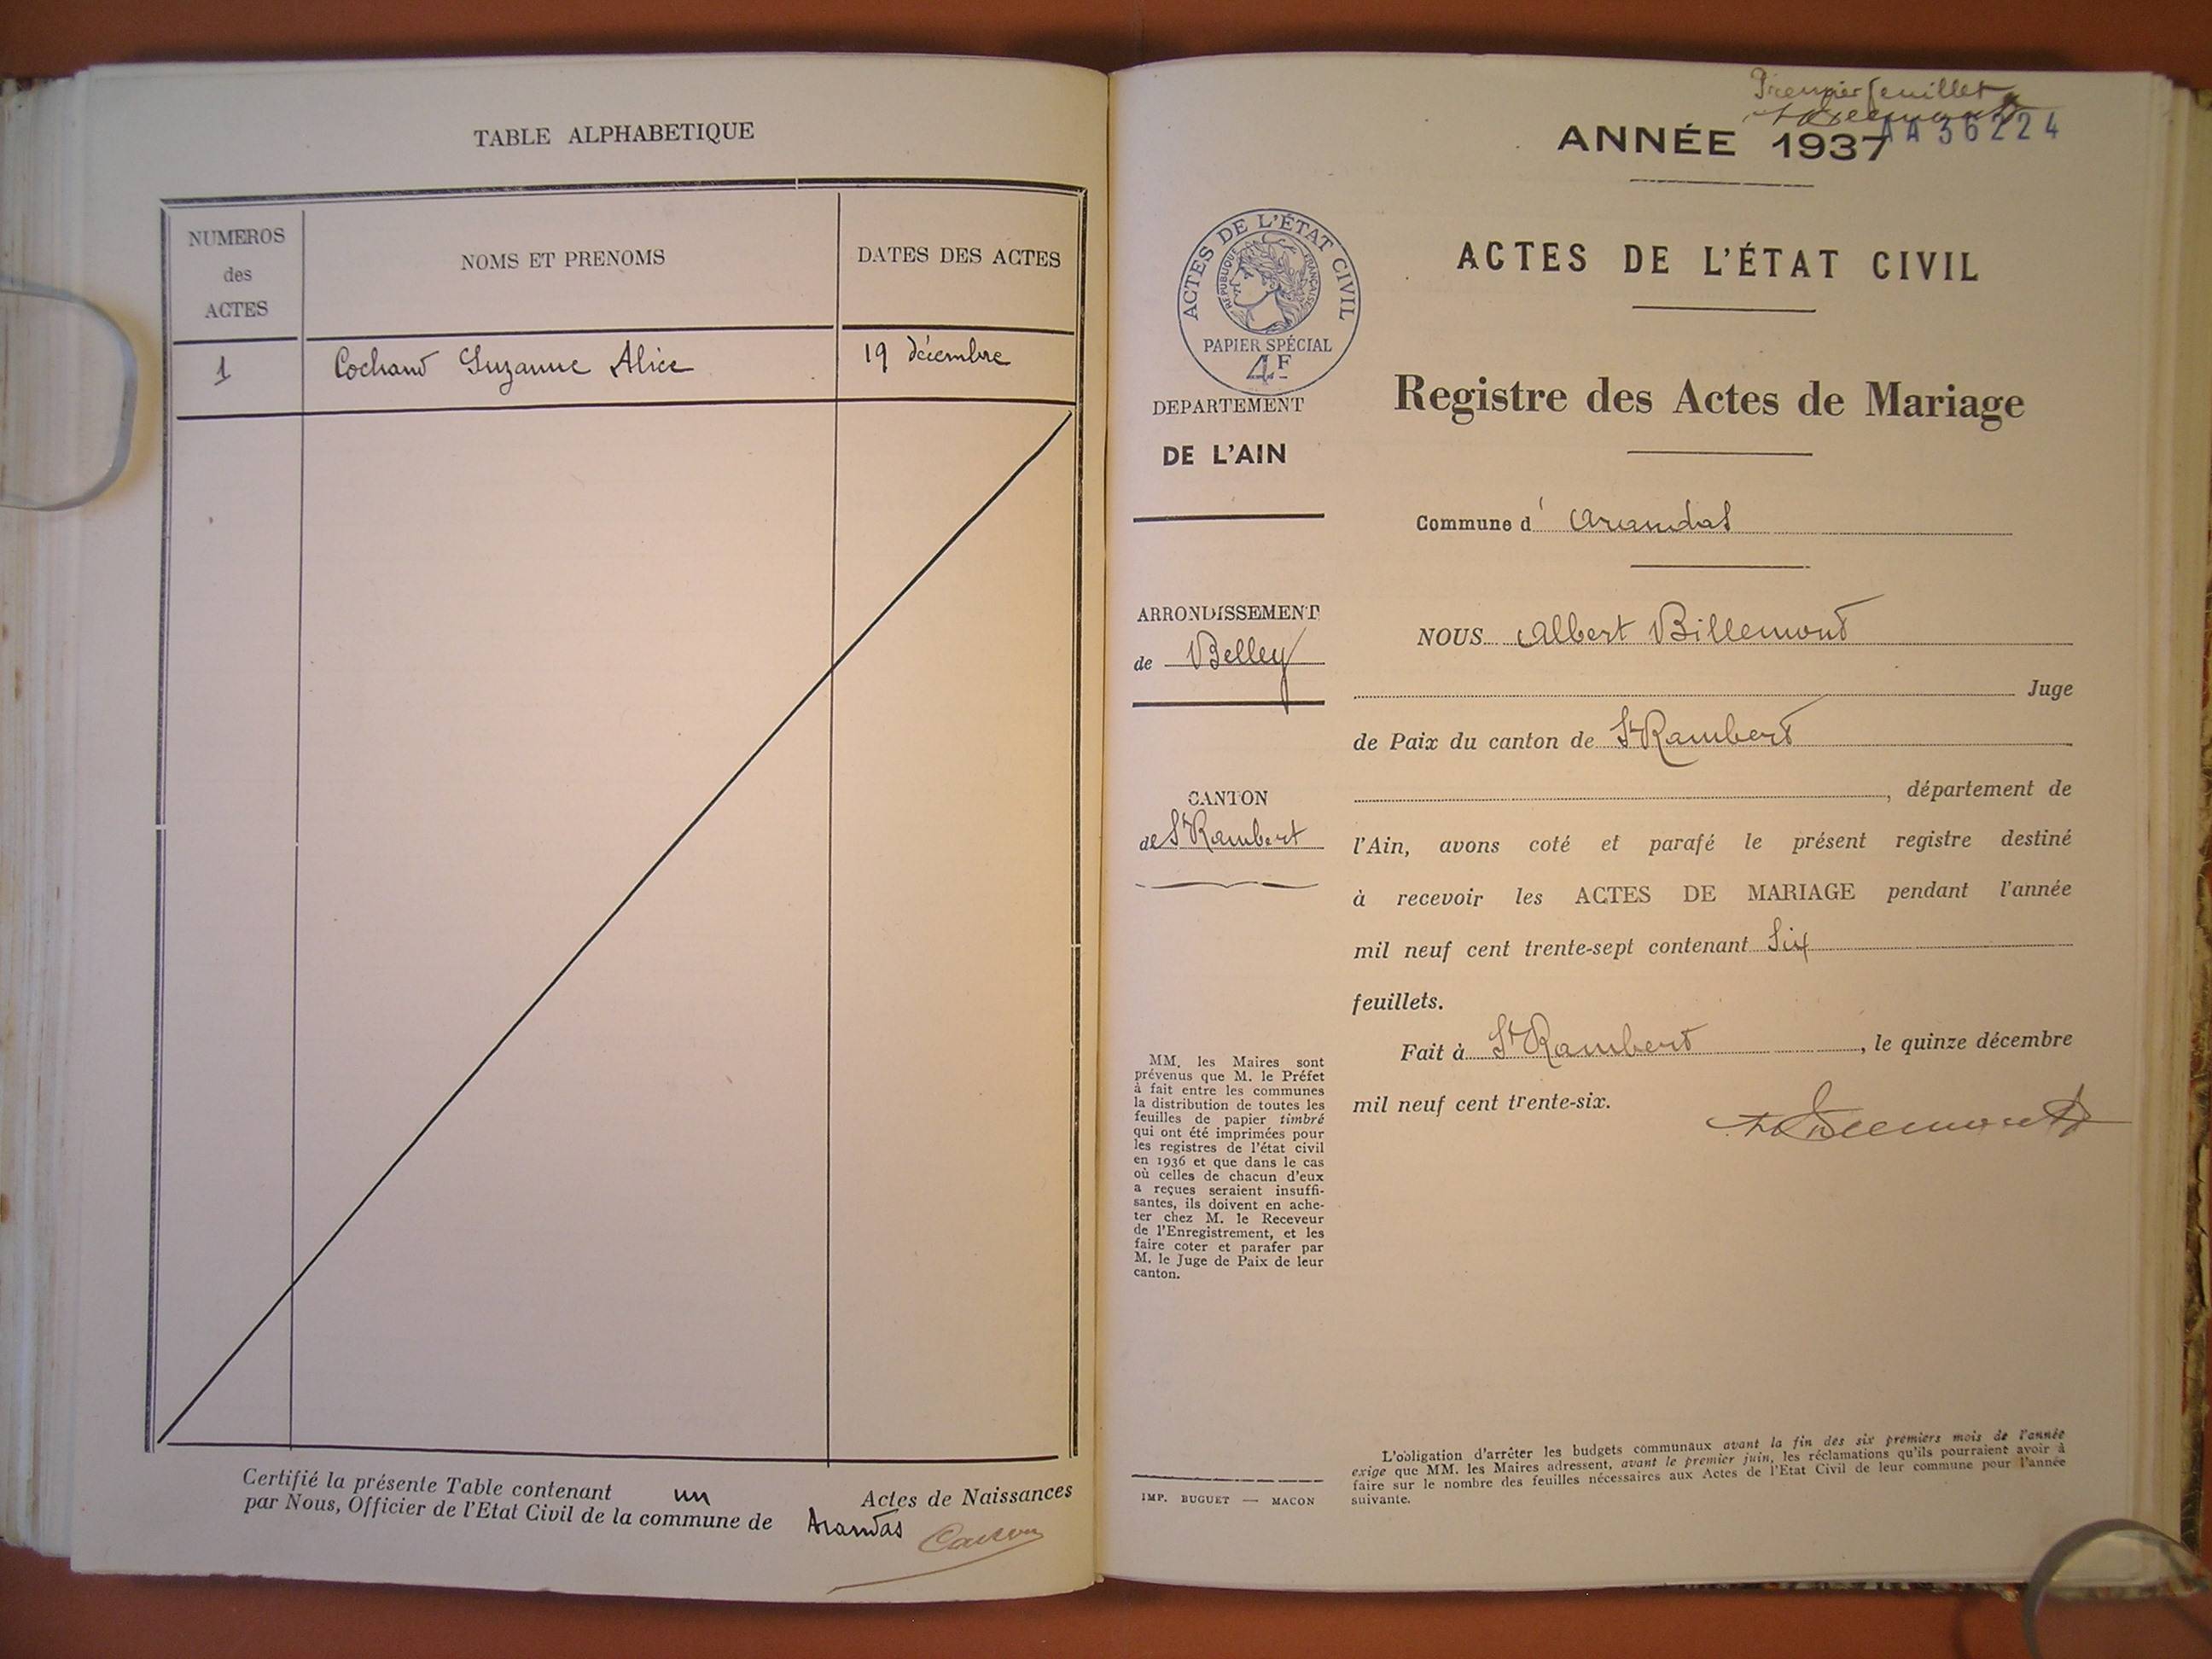 TABLE ALPHABETIQUE
NUMEROS
des
ACTES
NOMS ET PRENOMS
DATES DES ACTES
1
Cochand Suzanne Alice
19 décembre
Certifié la présente Table contenant un Actes de Naissances
par Nous, Officier de l'Etat Civil de la commune de Arandas
Premier feuillet
ANNÉE 1937
AA 36224
ACTES DE L'ÉTAT CIVIL
RÉPUBLIQUE FRANÇAISE
PAPIER SPÉCIAL
4F
DEPARTEMENT
DE L'AIN
ARRONDISSEMENT
de Belley
CANTON
de St Rambert
MM. les Maires sont
prévenus que M. le Préfet
à fait entre les communes
la distribution de toutes les
feuilles de papier timbré
qui ont été imprimées pour
les registres de l'état civil
en 1936 et que dans le cas
où celles de chacun d'eux
a reçues seraient insuffi-
santes, ils doivent en ache-
ter chez M. le Receveur
de l'Enregistrement, et les
faire coter et parafer par
M. le Juge de Paix de leur
canton.
IMP. BUGUET — MACON
ACTES DE L'ÉTAT CIVIL
Registre des Actes de Mariage
Commune d' Arandas
NOUS Albert Billemond
Juge
de Paix du canton de St Rambert
, département de
l'Ain, avons coté et parafé le présent registre destiné
à recevoir les ACTES DE MARIAGE pendant l'année
mil neuf cent trente-sept contenant Six
feuillets.
Fait à St Rambert, le quinze décembre
mil neuf cent trente-six.
L'obligation d'arrêter les budgets communaux avant la fin des six premiers mois de l'année
exige que MM. les Maires adressent, avant le premier juin, les réclamations qu'ils pourraient avoir à
faire sur le nombre des feuilles nécessaires aux Actes de l'Etat Civil de leur commune pour l'année
suivante.